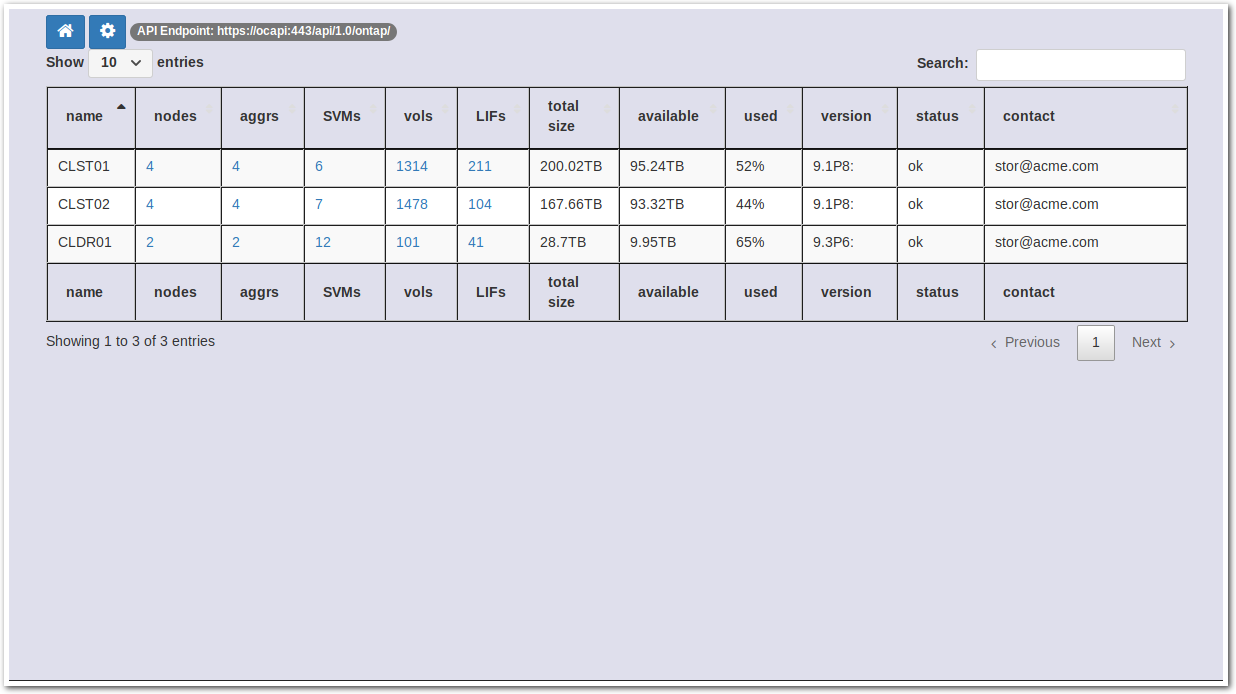 API Endpoint: https://ocapi:443/api/1.0/ontap/
Show 10 entries Search:
name nodes aggrs SVMs vols LIFs total size available used version status contact
CLST01 4 4 6 1314 211 200.02TB 95.24TB 52% 9.1P8: ok stor@acme.com
CLST02 4 4 7 1478 104 167.66TB 93.32TB 44% 9.1P8: ok stor@acme.com
CLDR01 2 2 12 101 41 28.7TB 9.95TB 65% 9.3P6: ok stor@acme.com
name nodes aggrs SVMs vols LIFs total size available used version status contact
Showing 1 to 3 of 3 entries ‹ Previous 1 Next ›